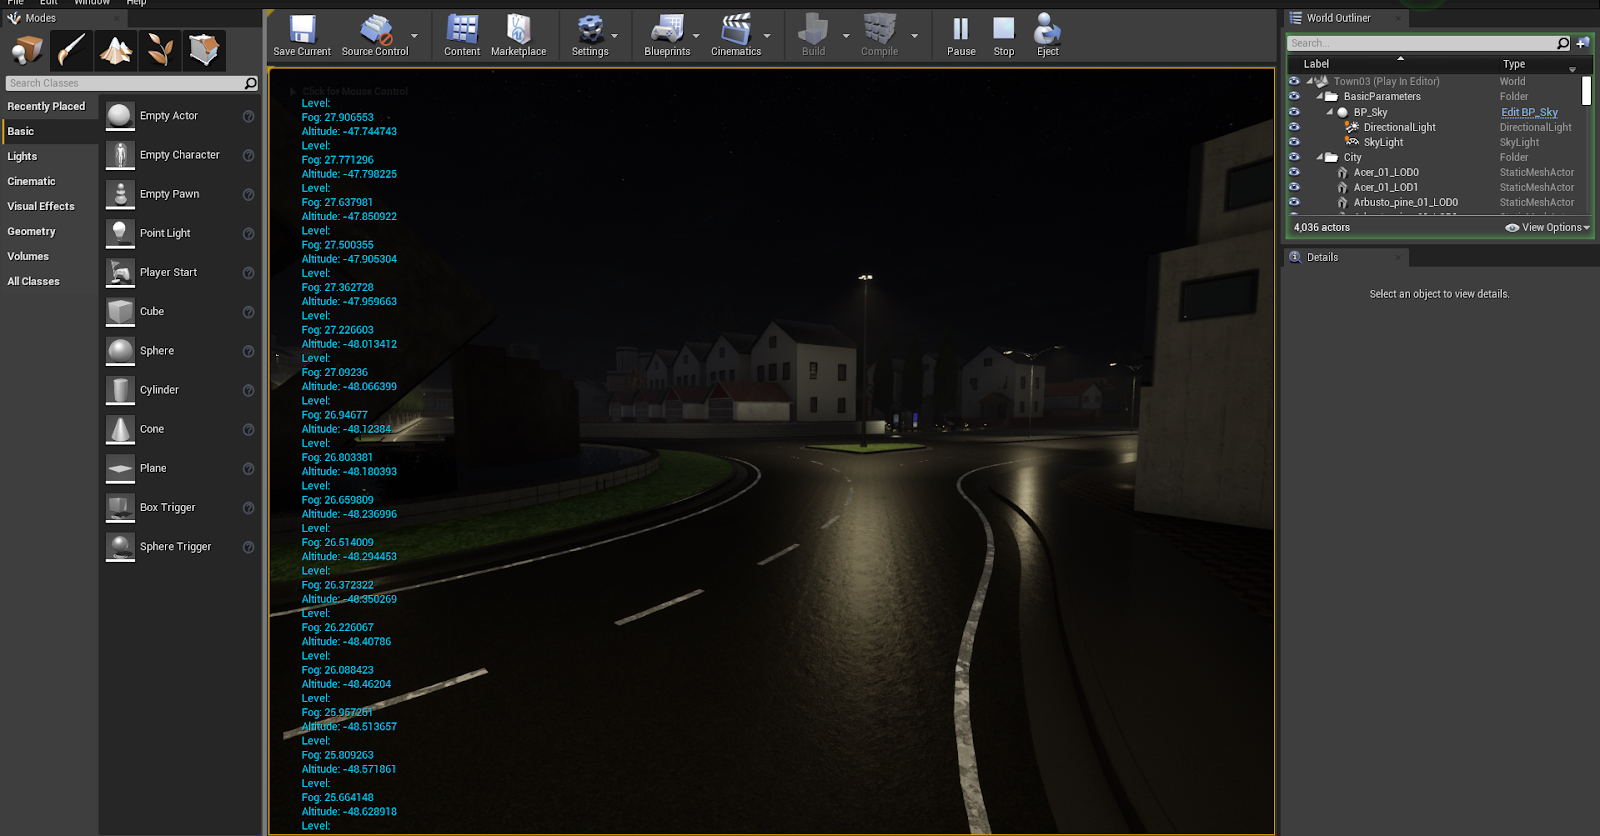 File Edit Window Help
Modes
Search Classes
Recently Placed
Basic
Lights
Cinematic
Visual Effects
Geometry
Volumes
All Classes
Empty Actor
Empty Character
Empty Pawn
Point Light
Player Start
Cube
Sphere
Cylinder
Cone
Plane
Box Trigger
Sphere Trigger
Save Current
Source Control
Content
Marketplace
Settings
Blueprints
Cinematics
Build
Compile
Pause
Stop
Eject
Click for Mouse Control
Level:
Fog: 27.906553
Altitude: -47.744743
Level:
Fog: 27.771296
Altitude: -47.798225
Level:
Fog: 27.637981
Altitude: -47.850922
Level:
Fog: 27.500355
Altitude: -47.905304
Level:
Fog: 27.362728
Altitude: -47.959663
Level:
Fog: 27.226603
Altitude: -48.013412
Level:
Fog: 27.09236
Altitude: -48.066399
Level:
Fog: 26.94677
Altitude: -48.12384
Level:
Fog: 26.803381
Altitude: -48.180393
Level:
Fog: 26.659809
Altitude: -48.236996
Level:
Fog: 26.514009
Altitude: -48.294453
Level:
Fog: 26.372322
Altitude: -48.350269
Level:
Fog: 26.226067
Altitude: -48.40786
Level:
Fog: 26.088423
Altitude: -48.46204
Level:
Fog: 25.957261
Altitude: -48.513657
Level:
Fog: 25.809263
Altitude: -48.571861
Level:
Fog: 25.664148
Altitude: -48.628918
Level:
World Outliner
Search...
Label Type
Town03 (Play In Editor) World
BasicParameters Folder
BP_Sky Edit BP_Sky
DirectionalLight DirectionalLight
SkyLight SkyLight
City Folder
Acer_01_LOD0 StaticMeshActor
Acer_01_LOD1 StaticMeshActor
Arbusto_pine_01_LOD0 StaticMeshActor
4,036 actors View Options
Details
Select an object to view details.